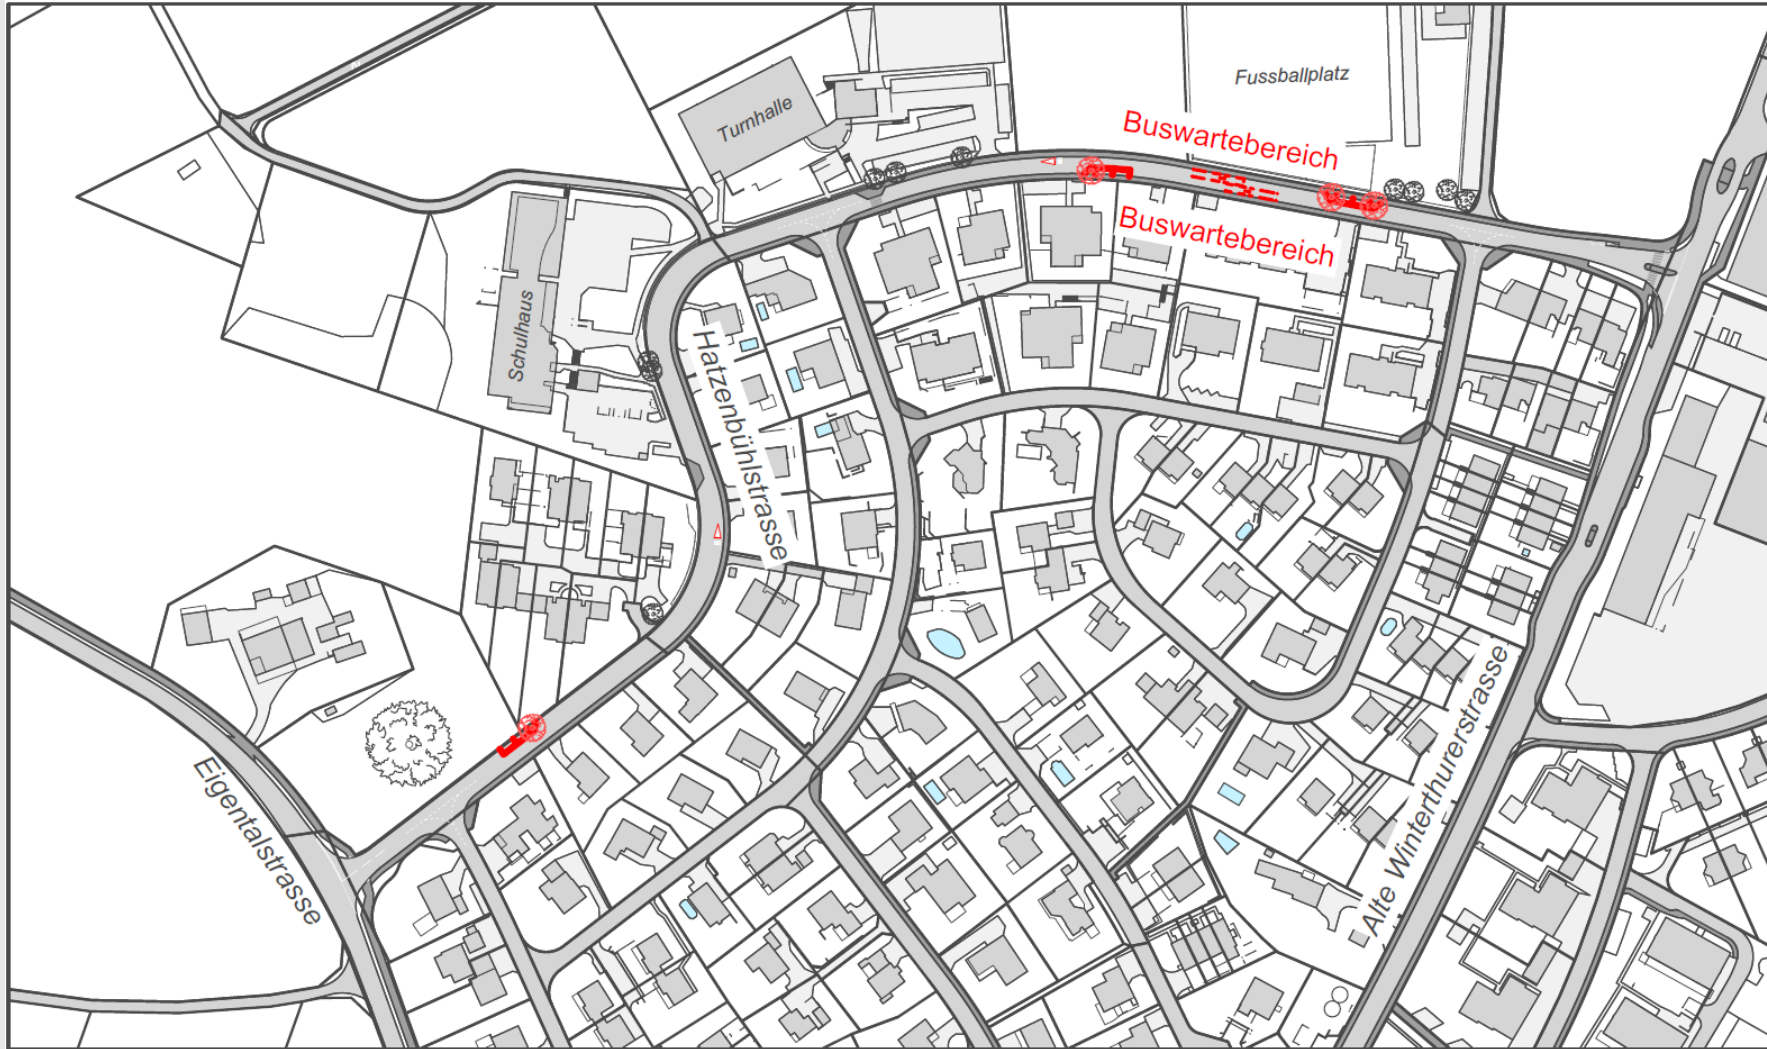 Fussballplatz
Turnhalle
Buswartebereich
Buswartebereich
Schulhaus
Hatzenbühlstrasse
Eigentalstrasse
Alte Winterthurerstrasse